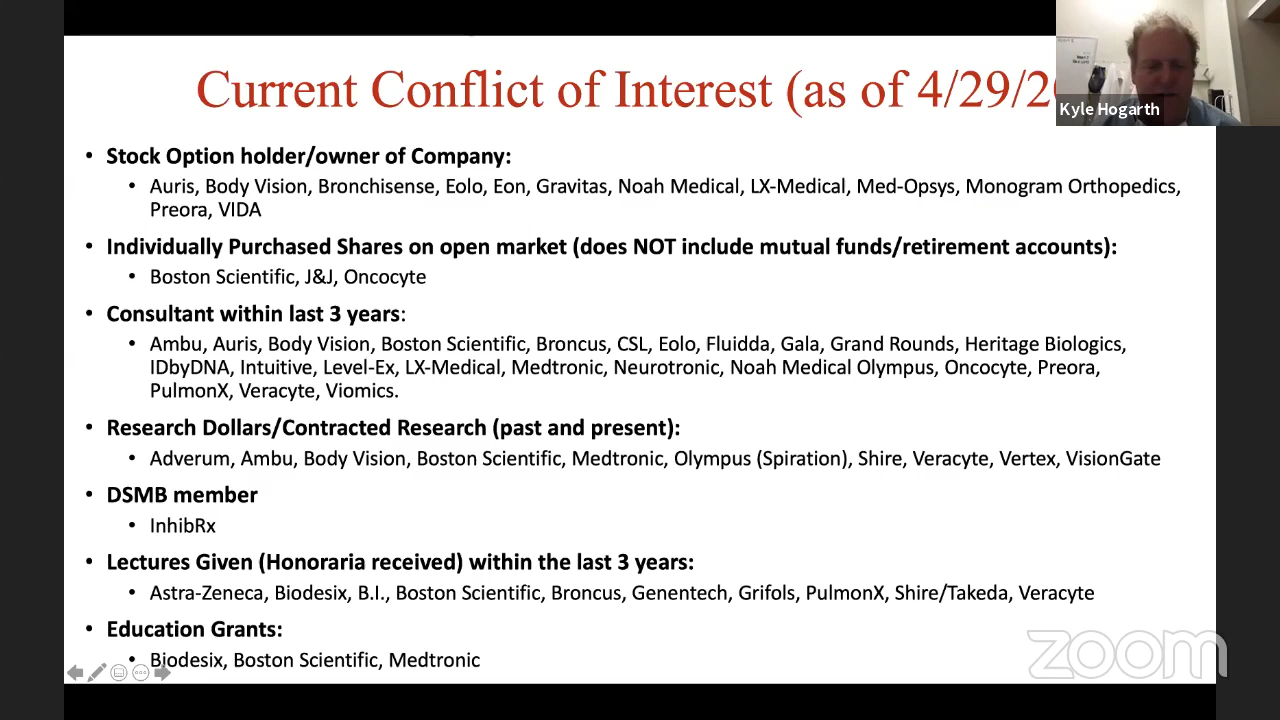 Current Conflict of Interest (as of 4/29/2
Kyle Hogarth
• Stock Option holder/owner of Company:
• Auris, Body Vision, Bronchisense, Eolo, Eon, Gravitas, Noah Medical, LX-Medical, Med-Opsys, Monogram Orthopedics,
Preora, VIDA
• Individually Purchased Shares on open market (does NOT include mutual funds/retirement accounts):
• Boston Scientific, J&J, Oncocyte
• Consultant within last 3 years:
• Ambu, Auris, Body Vision, Boston Scientific, Broncus, CSL, Eolo, Fluidda, Gala, Grand Rounds, Heritage Biologics,
IDbyDNA, Intuitive, Level-Ex, LX-Medical, Medtronic, Neurotronic, Noah Medical Olympus, Oncocyte, Preora,
PulmonX, Veracyte, Viomics.
• Research Dollars/Contracted Research (past and present):
• Adverum, Ambu, Body Vision, Boston Scientific, Medtronic, Olympus (Spiration), Shire, Veracyte, Vertex, VisionGate
• DSMB member
• InhibRx
• Lectures Given (Honoraria received) within the last 3 years:
• Astra-Zeneca, Biodesix, B.I., Boston Scientific, Broncus, Genentech, Grifols, PulmonX, Shire/Takeda, Veracyte
• Education Grants:
• Biodesix, Boston Scientific, Medtronic
zoom